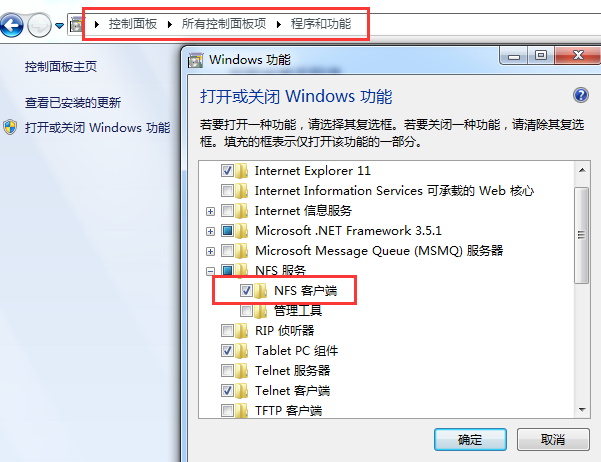 控制面板 所有控制面板项 程序和功能
控制面板主页
查看已安装的更新
打开或关闭 Windows 功能
Windows 功能
打开或关闭 Windows 功能
若要打开一种功能，请选择其复选框。若要关闭一种功能，请清除其复选
框。填充的框表示仅打开该功能的一部分。
Internet Explorer 11
Internet Information Services 可承载的 Web 核心
Internet 信息服务
Microsoft .NET Framework 3.5.1
Microsoft Message Queue (MSMQ) 服务器
NFS 服务
NFS 客户端
管理工具
RIP 侦听器
Tablet PC 组件
Telnet 服务器
Telnet 客户端
TFTP 客户端
确定
取消